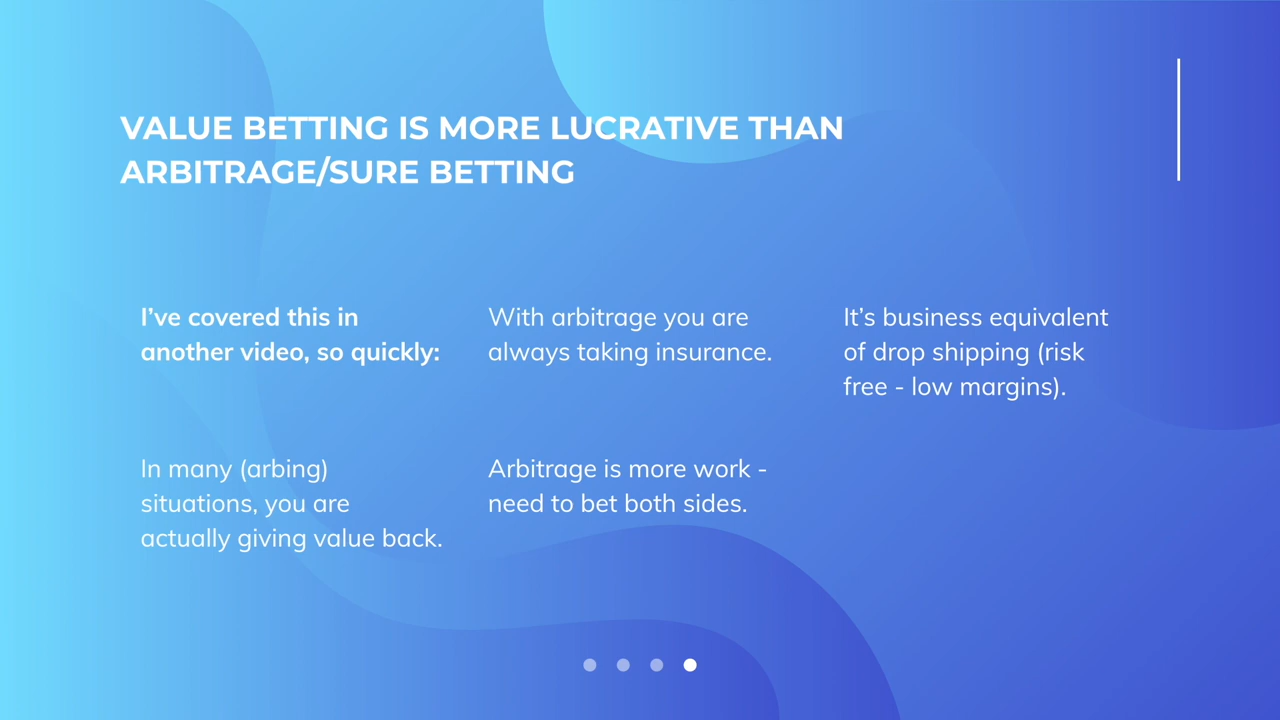 VALUE BETTING IS MORE LUCRATIVE THAN
ARBITRAGE/SURE BETTING
I’ve covered this in
another video, so quickly:
With arbitrage you are
always taking insurance.
It’s business equivalent
of drop shipping (risk
free - low margins).
In many (arbing)
situations, you are
actually giving value back.
Arbitrage is more work -
need to bet both sides.